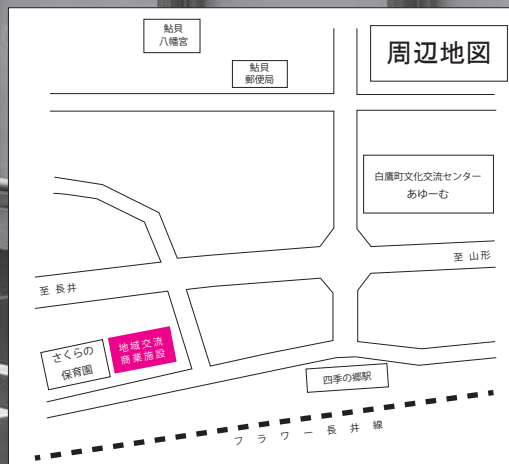 鮎貝
八幡宮
周辺地図
鮎貝
郵便局
白鷹町文化交流センター
あゆーむ
至 山形
至 長井
地域交流
商業施設
さくらの
保育園
四季の郷駅
フラワー長井線